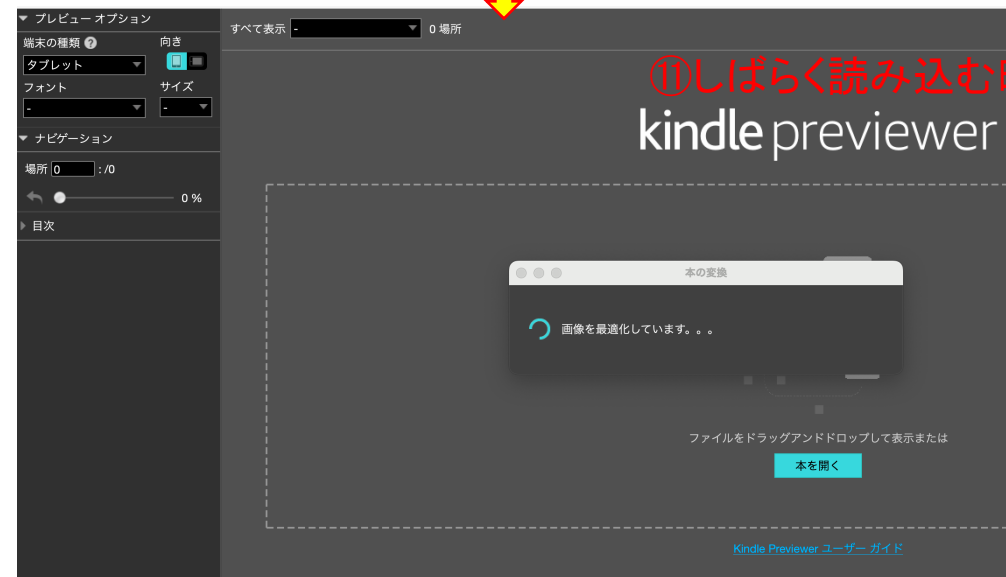 プレビュー オプション
端末の種類 ?
向き
タブレット
フォント
サイズ
-
-
ナビゲーション
場所 0 : /0
0 %
目次
すべて表示 -
0 場所
⑪しばらく読み込む
kindle previewer
本の変換
画像を最適化しています。。。
ファイルをドラッグアンドドロップして表示または
本を開く
Kindle Previewer ユーザー ガイド